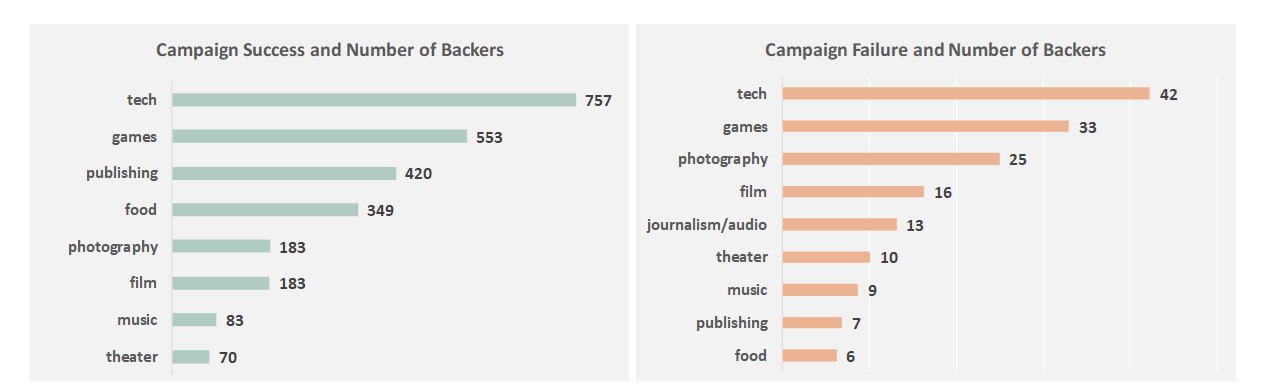 Campaign Success and Number of Backers
tech 757
games 553
publishing 420
food 349
photography 183
film 183
music 83
theater 70
Campaign Failure and Number of Backers
tech 42
games 33
photography 25
film 16
journalism/audio 13
theater 10
music 9
publishing 7
food 6